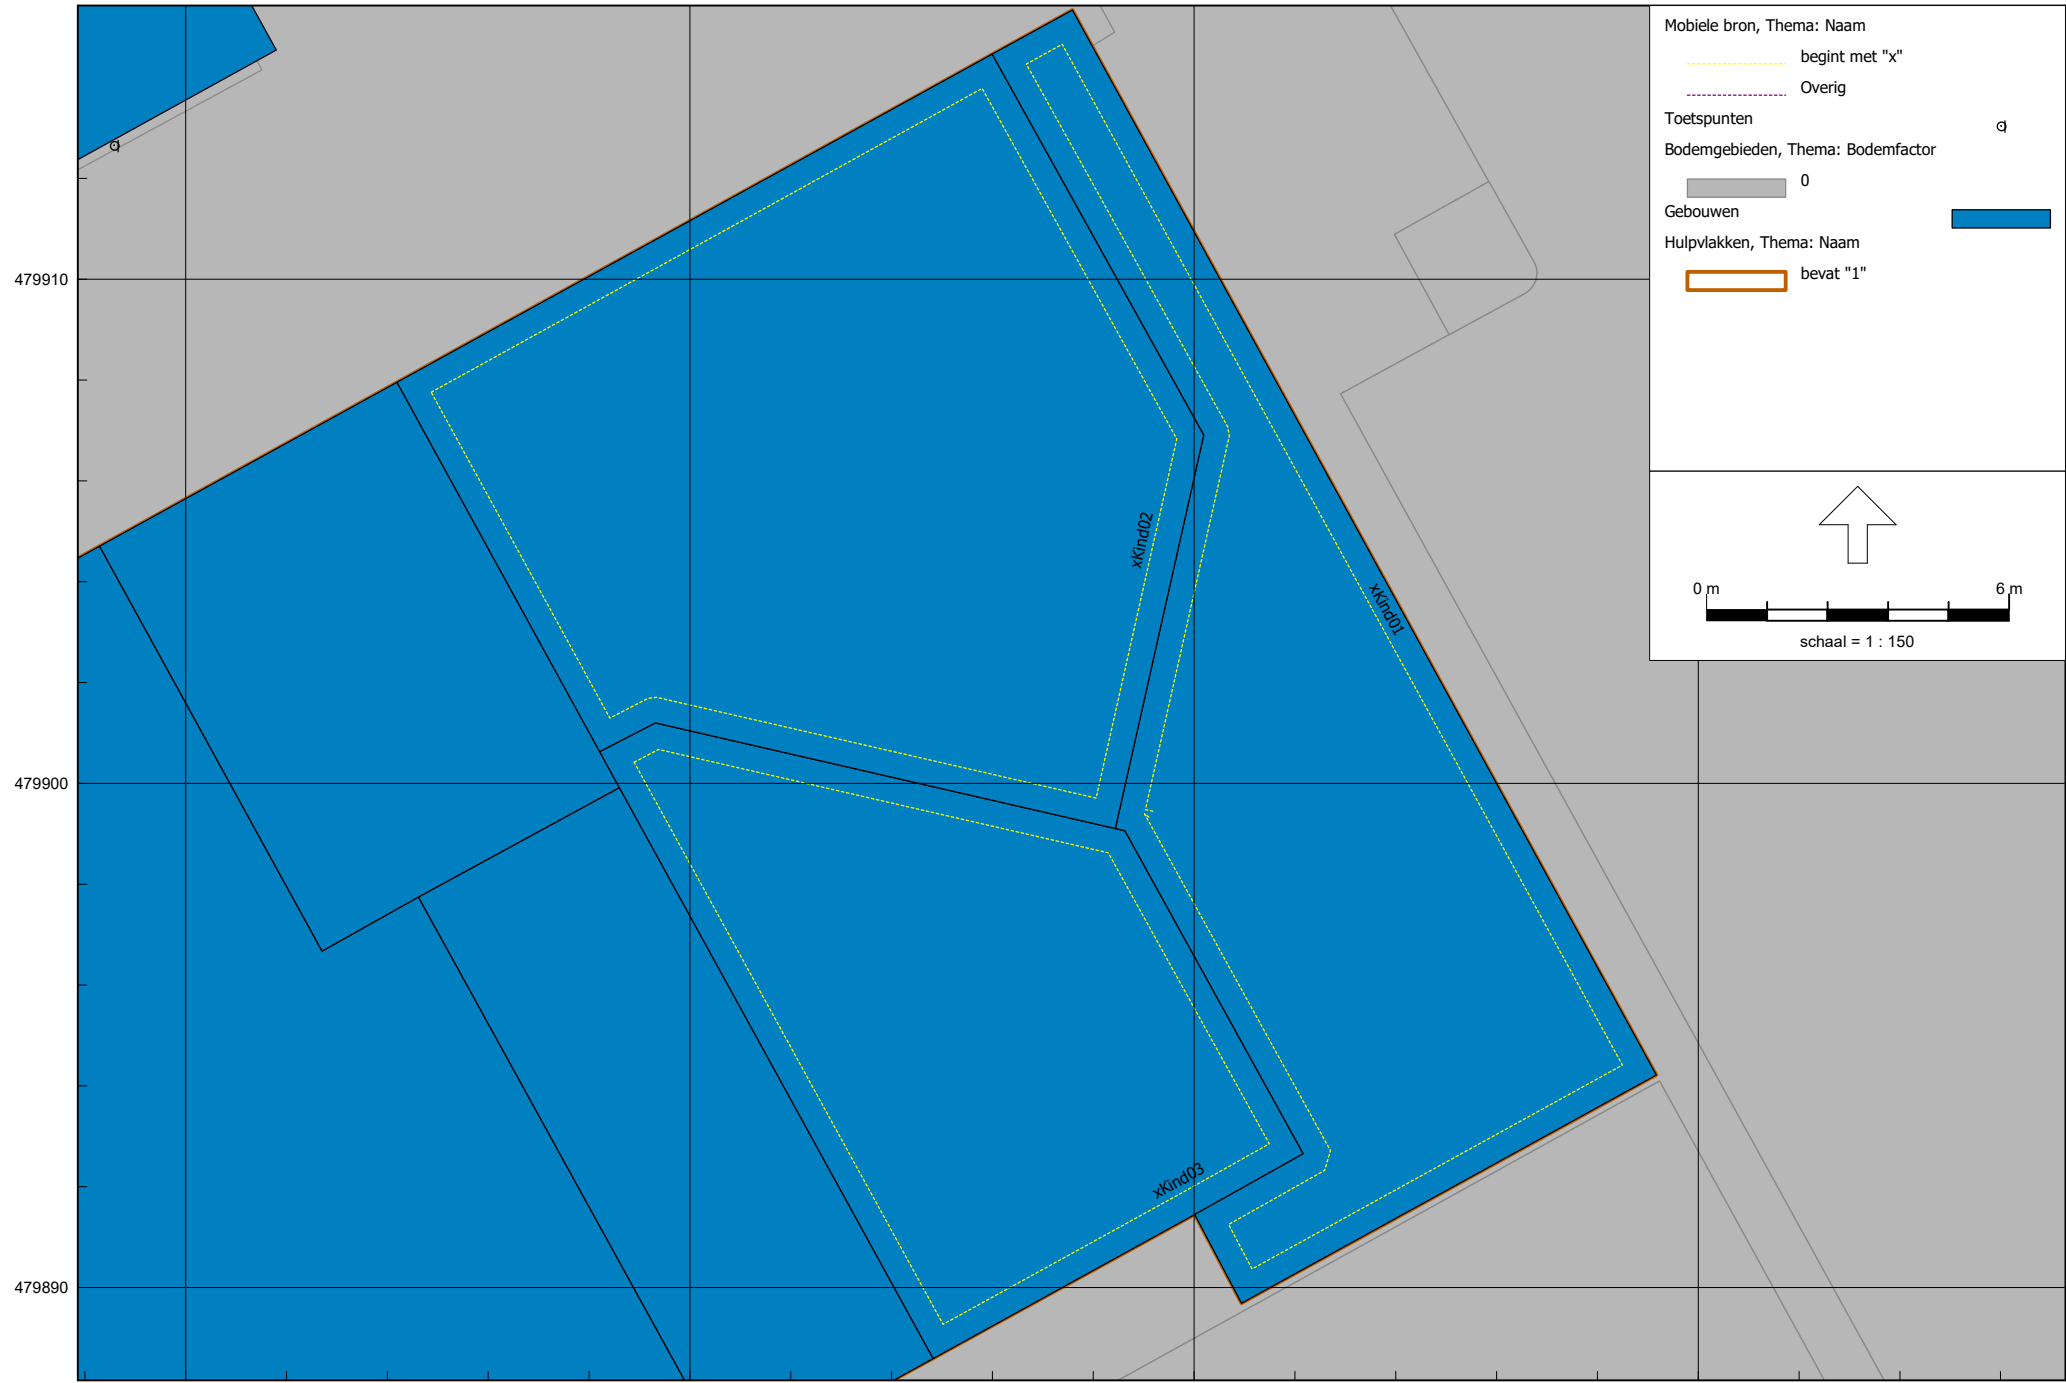 Mobiele bron, Thema: Naam
begint met "x"
Overig
Toetspunten
Bodemgebieden, Thema: Bodemfactor
0
Gebouwen
Hulpvlakken, Thema: Naam
bevat "1"
0 m
6 m
schaal = 1 : 150
479910
479900
479890
xKind02
xKind01
xKind03